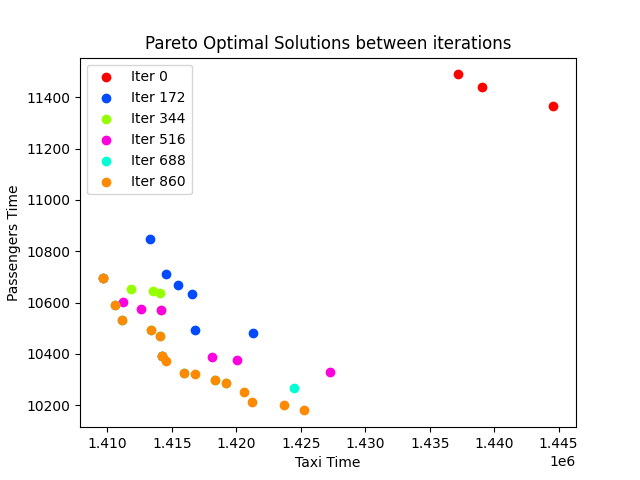 Pareto Optimal Solutions between iterations
Iter 0
Iter 172
Iter 344
Iter 516
Iter 688
Iter 860
Passengers Time
11400
11200
11000
10800
10600
10400
10200
1.410 1.415 1.420 1.425 1.430 1.435 1.440 1.445
1e6
Taxi Time